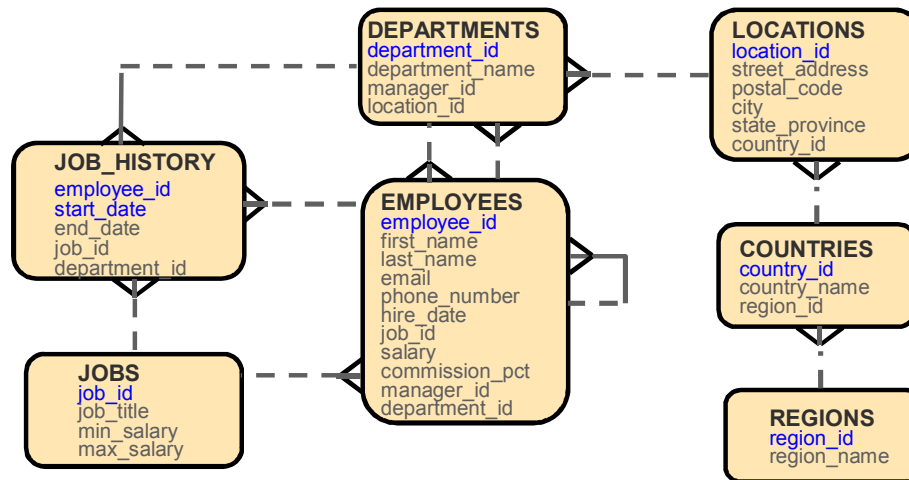 DEPARTMENTS
department_id
department_name
manager_id
location_id
LOCATIONS
location_id
street_address
postal_code
city
state_province
country_id
JOB_HISTORY
employee_id
start_date
end_date
job_id
department_id
EMPLOYEES
employee_id
first_name
last_name
email
phone_number
hire_date
job_id
salary
commission_pct
manager_id
department_id
COUNTRIES
country_id
country_name
region_id
JOBS
job_id
job_title
min_salary
max_salary
REGIONS
region_id
region_name